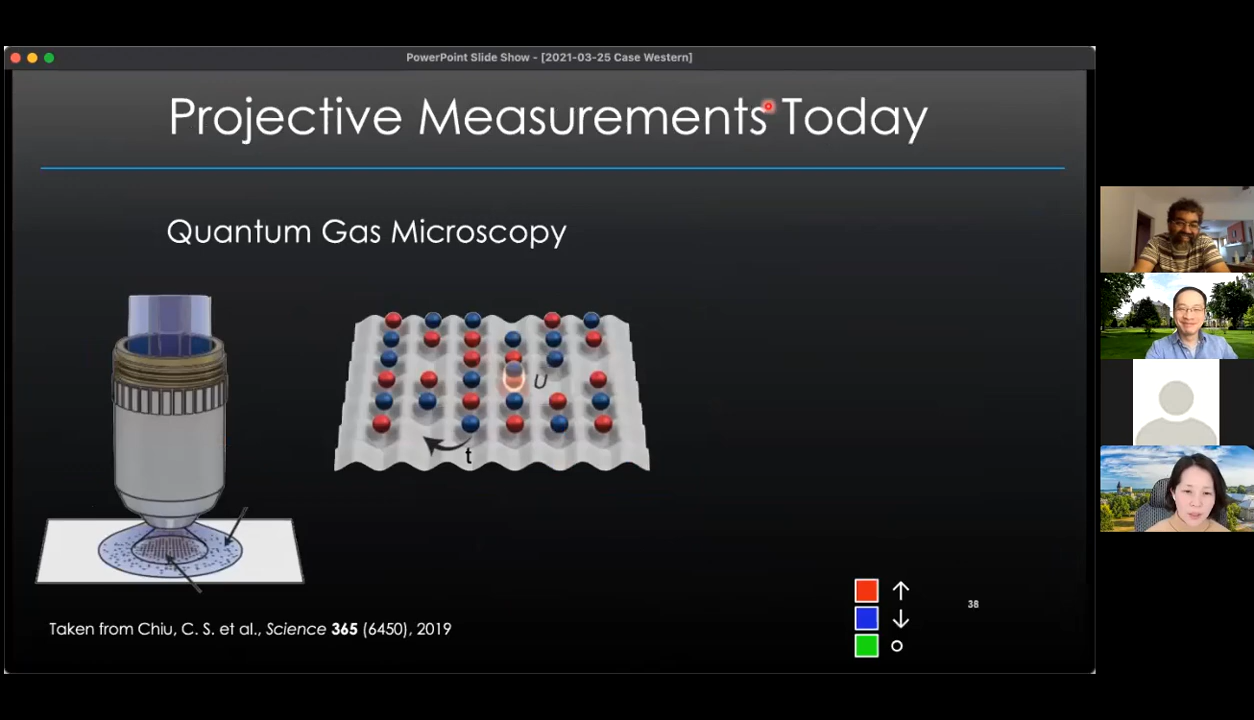 PowerPoint Slide Show - [2021-03-25 Case Western]
Projective Measurements Today
Quantum Gas Microscopy
U
t
Taken from Chiu, C. S. et al., Science 365 (6450), 2019
↑
↓
38